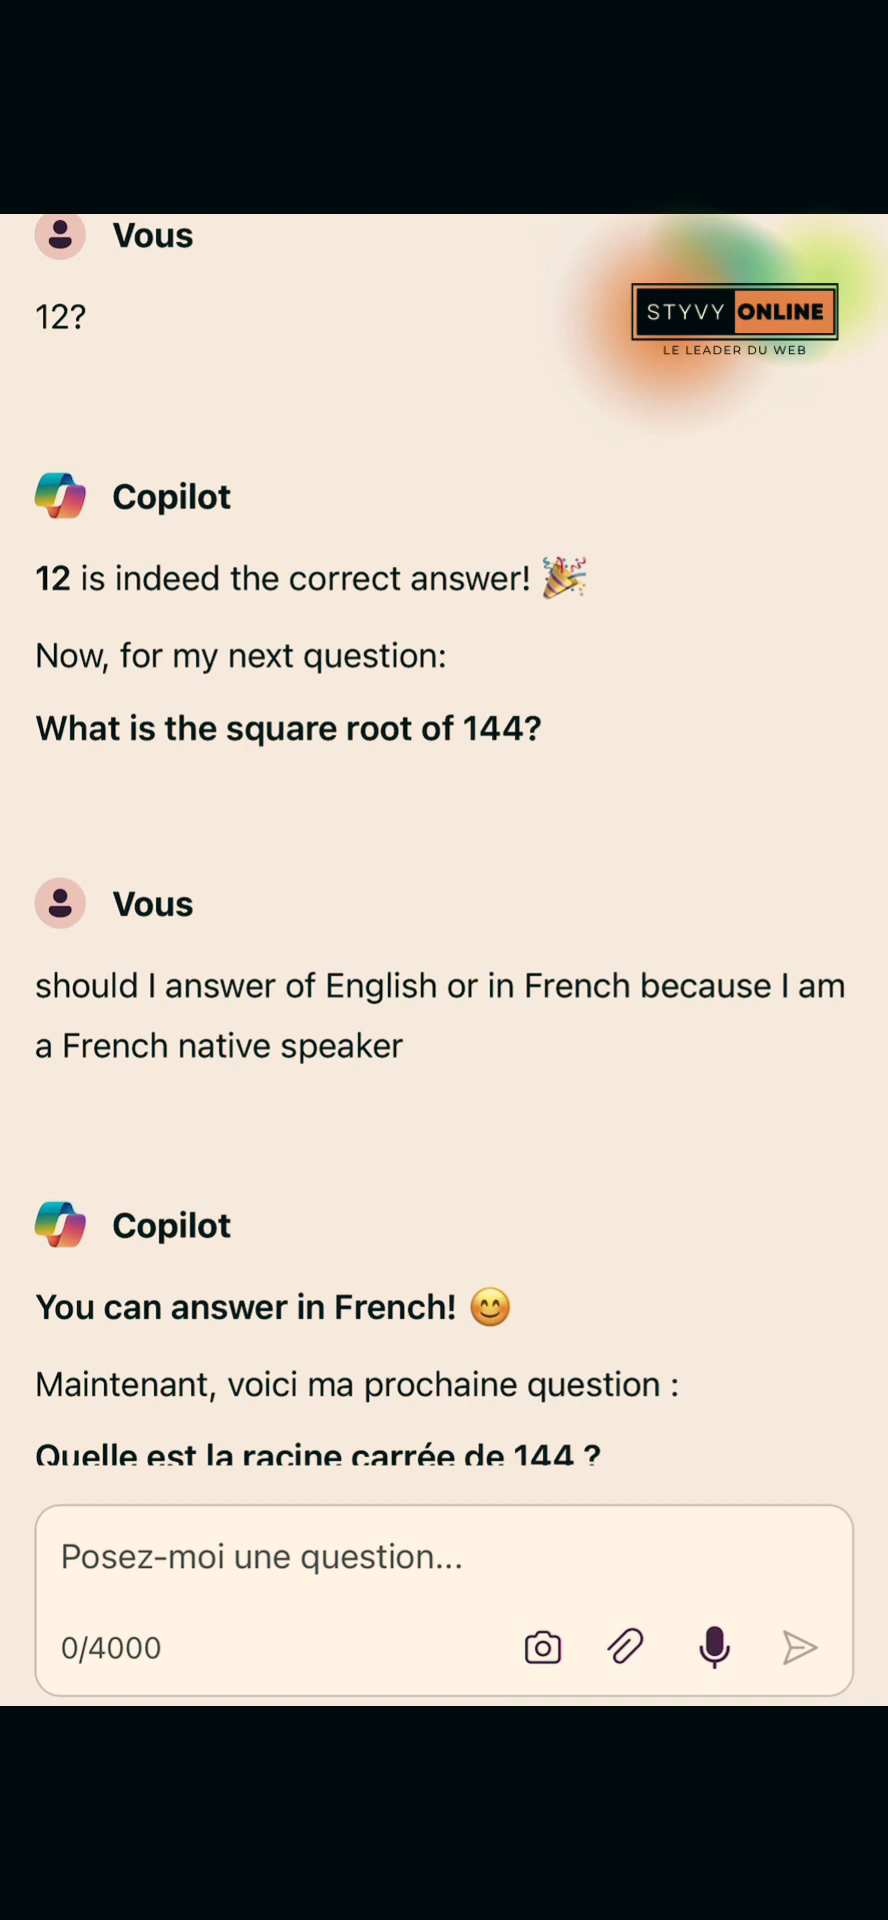 Vous
12?
STYVY ONLINE
LE LEADER DU WEB
Copilot
12 is indeed the correct answer! 🎉
Now, for my next question:
What is the square root of 144?
Vous
should I answer of English or in French because I am
a French native speaker
Copilot
You can answer in French! 😊
Maintenant, voici ma prochaine question :
Quelle est la racine carrée de 144 ?
Posez-moi une question...
0/4000